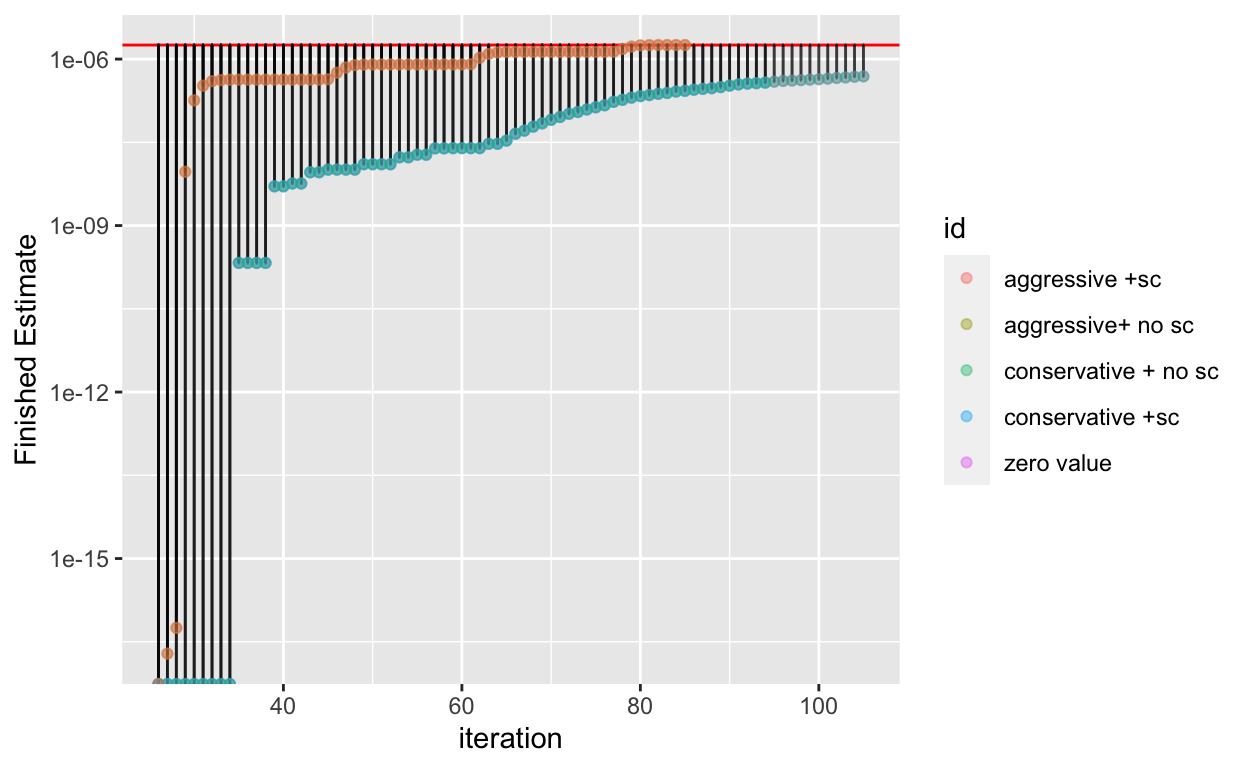 Finished Estimate
1e-06
1e-09
1e-12
1e-15
40
60
80
100
iteration
id
aggressive +sc
aggressive+ no sc
conservative + no sc
conservative +sc
zero value